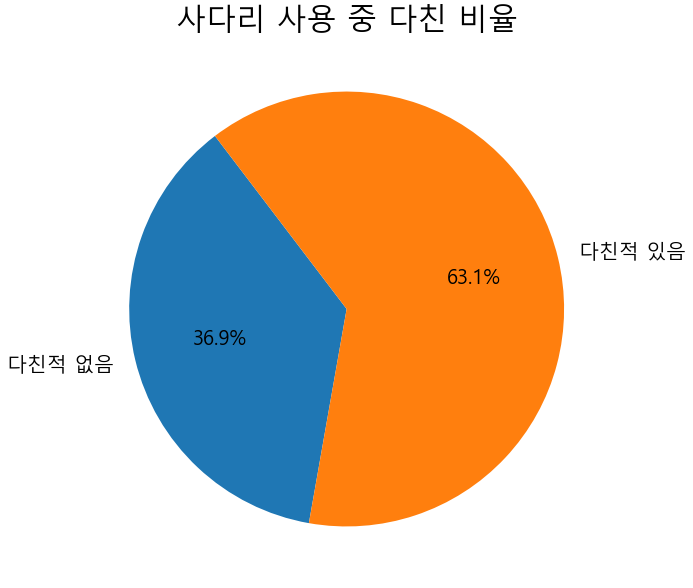 사다리 사용 중 다친 비율
다친적 있음
63.1%
36.9%
다친적 없음